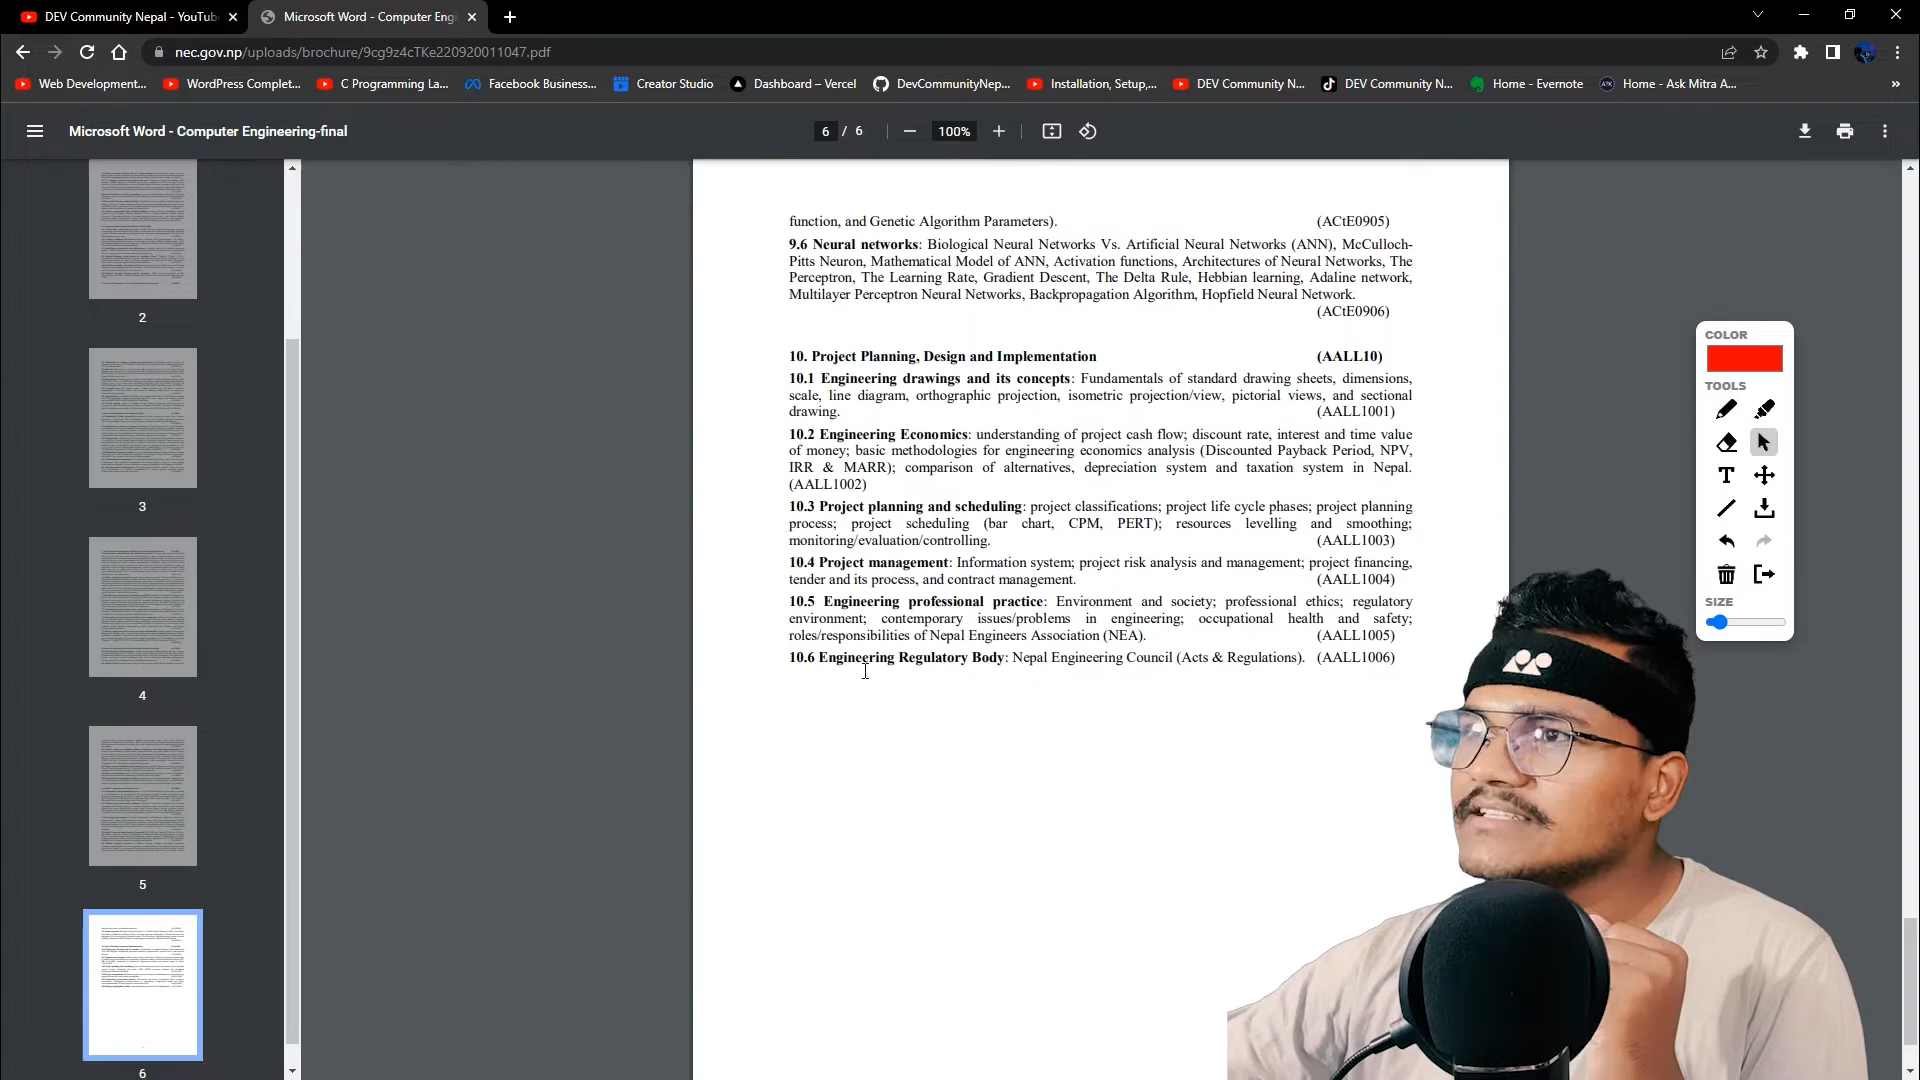 DEV Community Nepal - YouTub
Microsoft Word - Computer Engi
nec.gov.np/uploads/brochure/9cg9z4cTKe220920011047.pdf
Web Development...
WordPress Complet...
C Programming La...
Facebook Business...
Creator Studio
Dashboard – Vercel
DevCommunityNep...
Installation, Setup,...
DEV Community N...
DEV Community N...
Home - Evernote
Home - Ask Mitra A...
Microsoft Word - Computer Engineering-final
6 / 6
100%
2
3
4
5
6
function, and Genetic Algorithm Parameters). (ACtE0905)
9.6 Neural networks: Biological Neural Networks Vs. Artificial Neural Networks (ANN), McCulloch-
Pitts Neuron, Mathematical Model of ANN, Activation functions, Architectures of Neural Networks, The
Perceptron, The Learning Rate, Gradient Descent, The Delta Rule, Hebbian learning, Adaline network,
Multilayer Perceptron Neural Networks, Backpropagation Algorithm, Hopfield Neural Network.
(ACtE0906)
10. Project Planning, Design and Implementation (AALL10)
10.1 Engineering drawings and its concepts: Fundamentals of standard drawing sheets, dimensions,
scale, line diagram, orthographic projection, isometric projection/view, pictorial views, and sectional
drawing. (AALL1001)
10.2 Engineering Economics: understanding of project cash flow; discount rate, interest and time value
of money; basic methodologies for engineering economics analysis (Discounted Payback Period, NPV,
IRR & MARR); comparison of alternatives, depreciation system and taxation system in Nepal.
(AALL1002)
10.3 Project planning and scheduling: project classifications; project life cycle phases; project planning
process; project scheduling (bar chart, CPM, PERT); resources levelling and smoothing;
monitoring/evaluation/controlling. (AALL1003)
10.4 Project management: Information system; project risk analysis and management; project financing,
tender and its process, and contract management. (AALL1004)
10.5 Engineering professional practice: Environment and society; professional ethics; regulatory
environment; contemporary issues/problems in engineering; occupational health and safety;
roles/responsibilities of Nepal Engineers Association (NEA). (AALL1005)
10.6 Engineering Regulatory Body: Nepal Engineering Council (Acts & Regulations). (AALL1006)
COLOR
TOOLS
T
SIZE